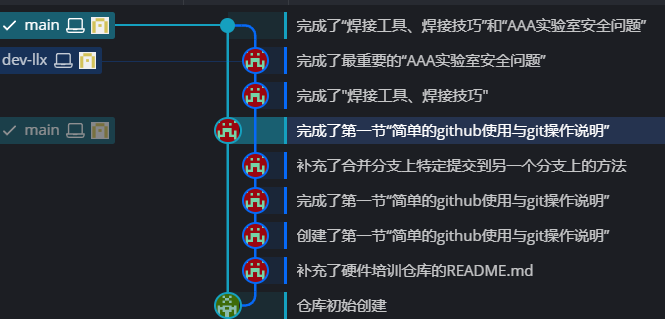 main 完成了“焊接工具、焊接技巧”和“AAA实验室安全问题”
dev-llx 完成了最重要的“AAA实验室安全问题”
完成了"焊接工具、焊接技巧"
main 完成了第一节“简单的github使用与git操作说明”
补充了合并分支上特定提交到另一个分支上的方法
完成了第一节“简单的github使用与git操作说明”
创建了第一节“简单的github使用与git操作说明”
补充了硬件培训仓库的README.md
仓库初始创建